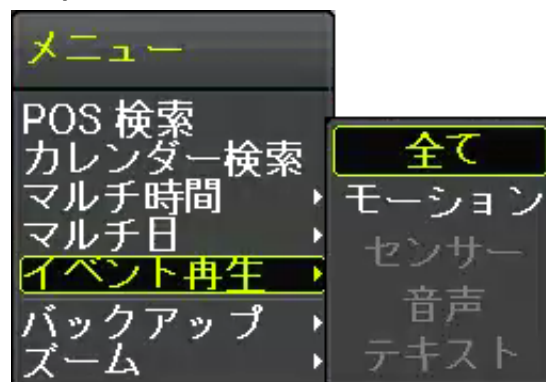 メニュー
POS 検索
カレンダー検索
マルチ時間
マルチ日
イベント再生
バックアップ
ズーム
全て
モーション
センサー
音声
テキスト